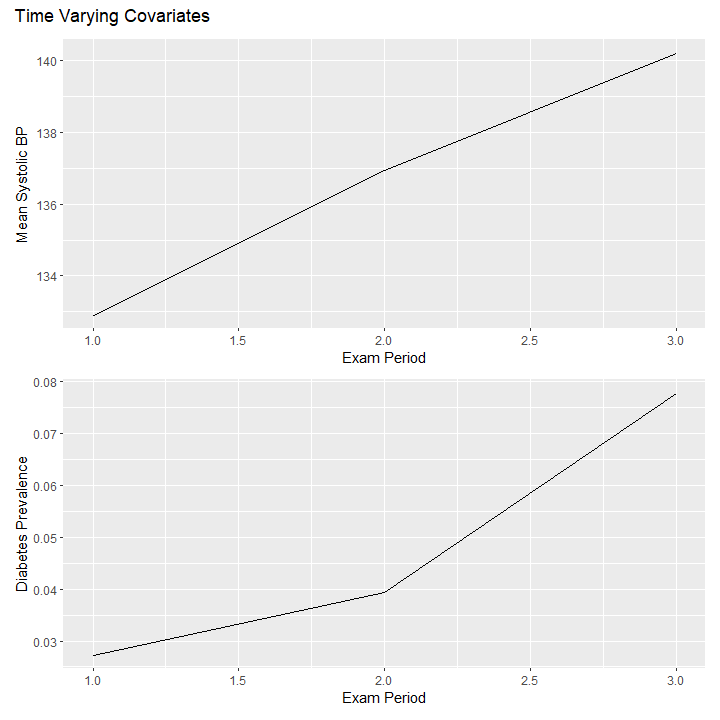 Time Varying Covariates
Mean Systolic BP
140
138
136
134
1.0 1.5 2.0 2.5 3.0
Exam Period
Diabetes Prevalence
0.08
0.07
0.06
0.05
0.04
0.03
1.0 1.5 2.0 2.5 3.0
Exam Period